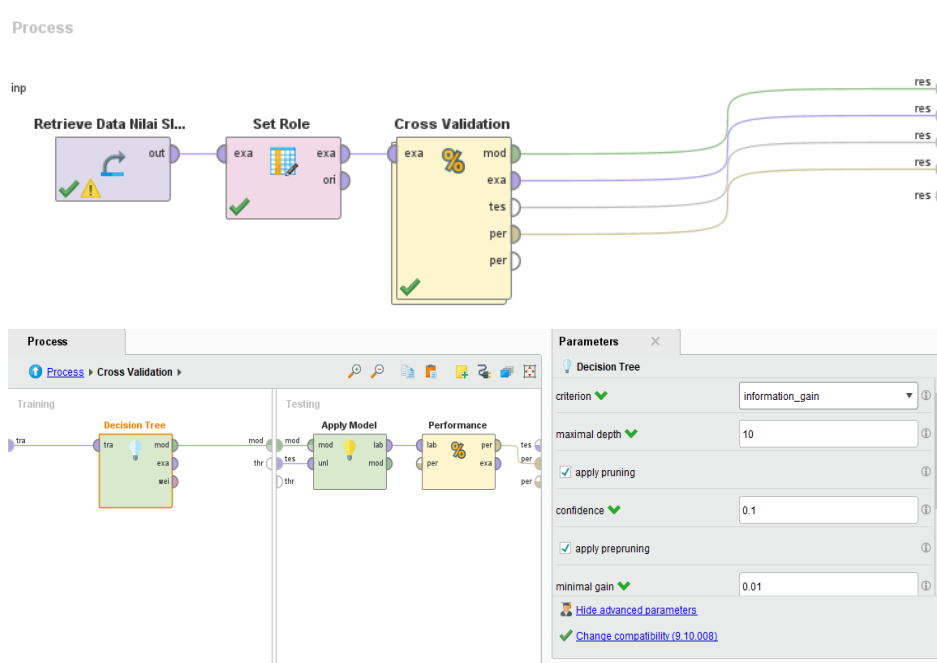 Process
inp
res
res
res
res
res
Retrieve Data Nilai SI...
out
Set Role
exa
exa
ori
Cross Validation
exa
mod
exa
tes
per
per
Process
Process Cross Validation
Training
Testing
tra
Decision Tree
tra
mod
exa
wei
mod
thr
mod
tes
thr
Apply Model
mod
unl
lab
mod
Performance
lab
per
per
exa
tes
per
per
Parameters
Decision Tree
criterion
information_gain
maximal depth
10
apply pruning
confidence
0.1
apply prepruning
minimal gain
0.01
Hide advanced parameters
Change compatibility (9.10.008)